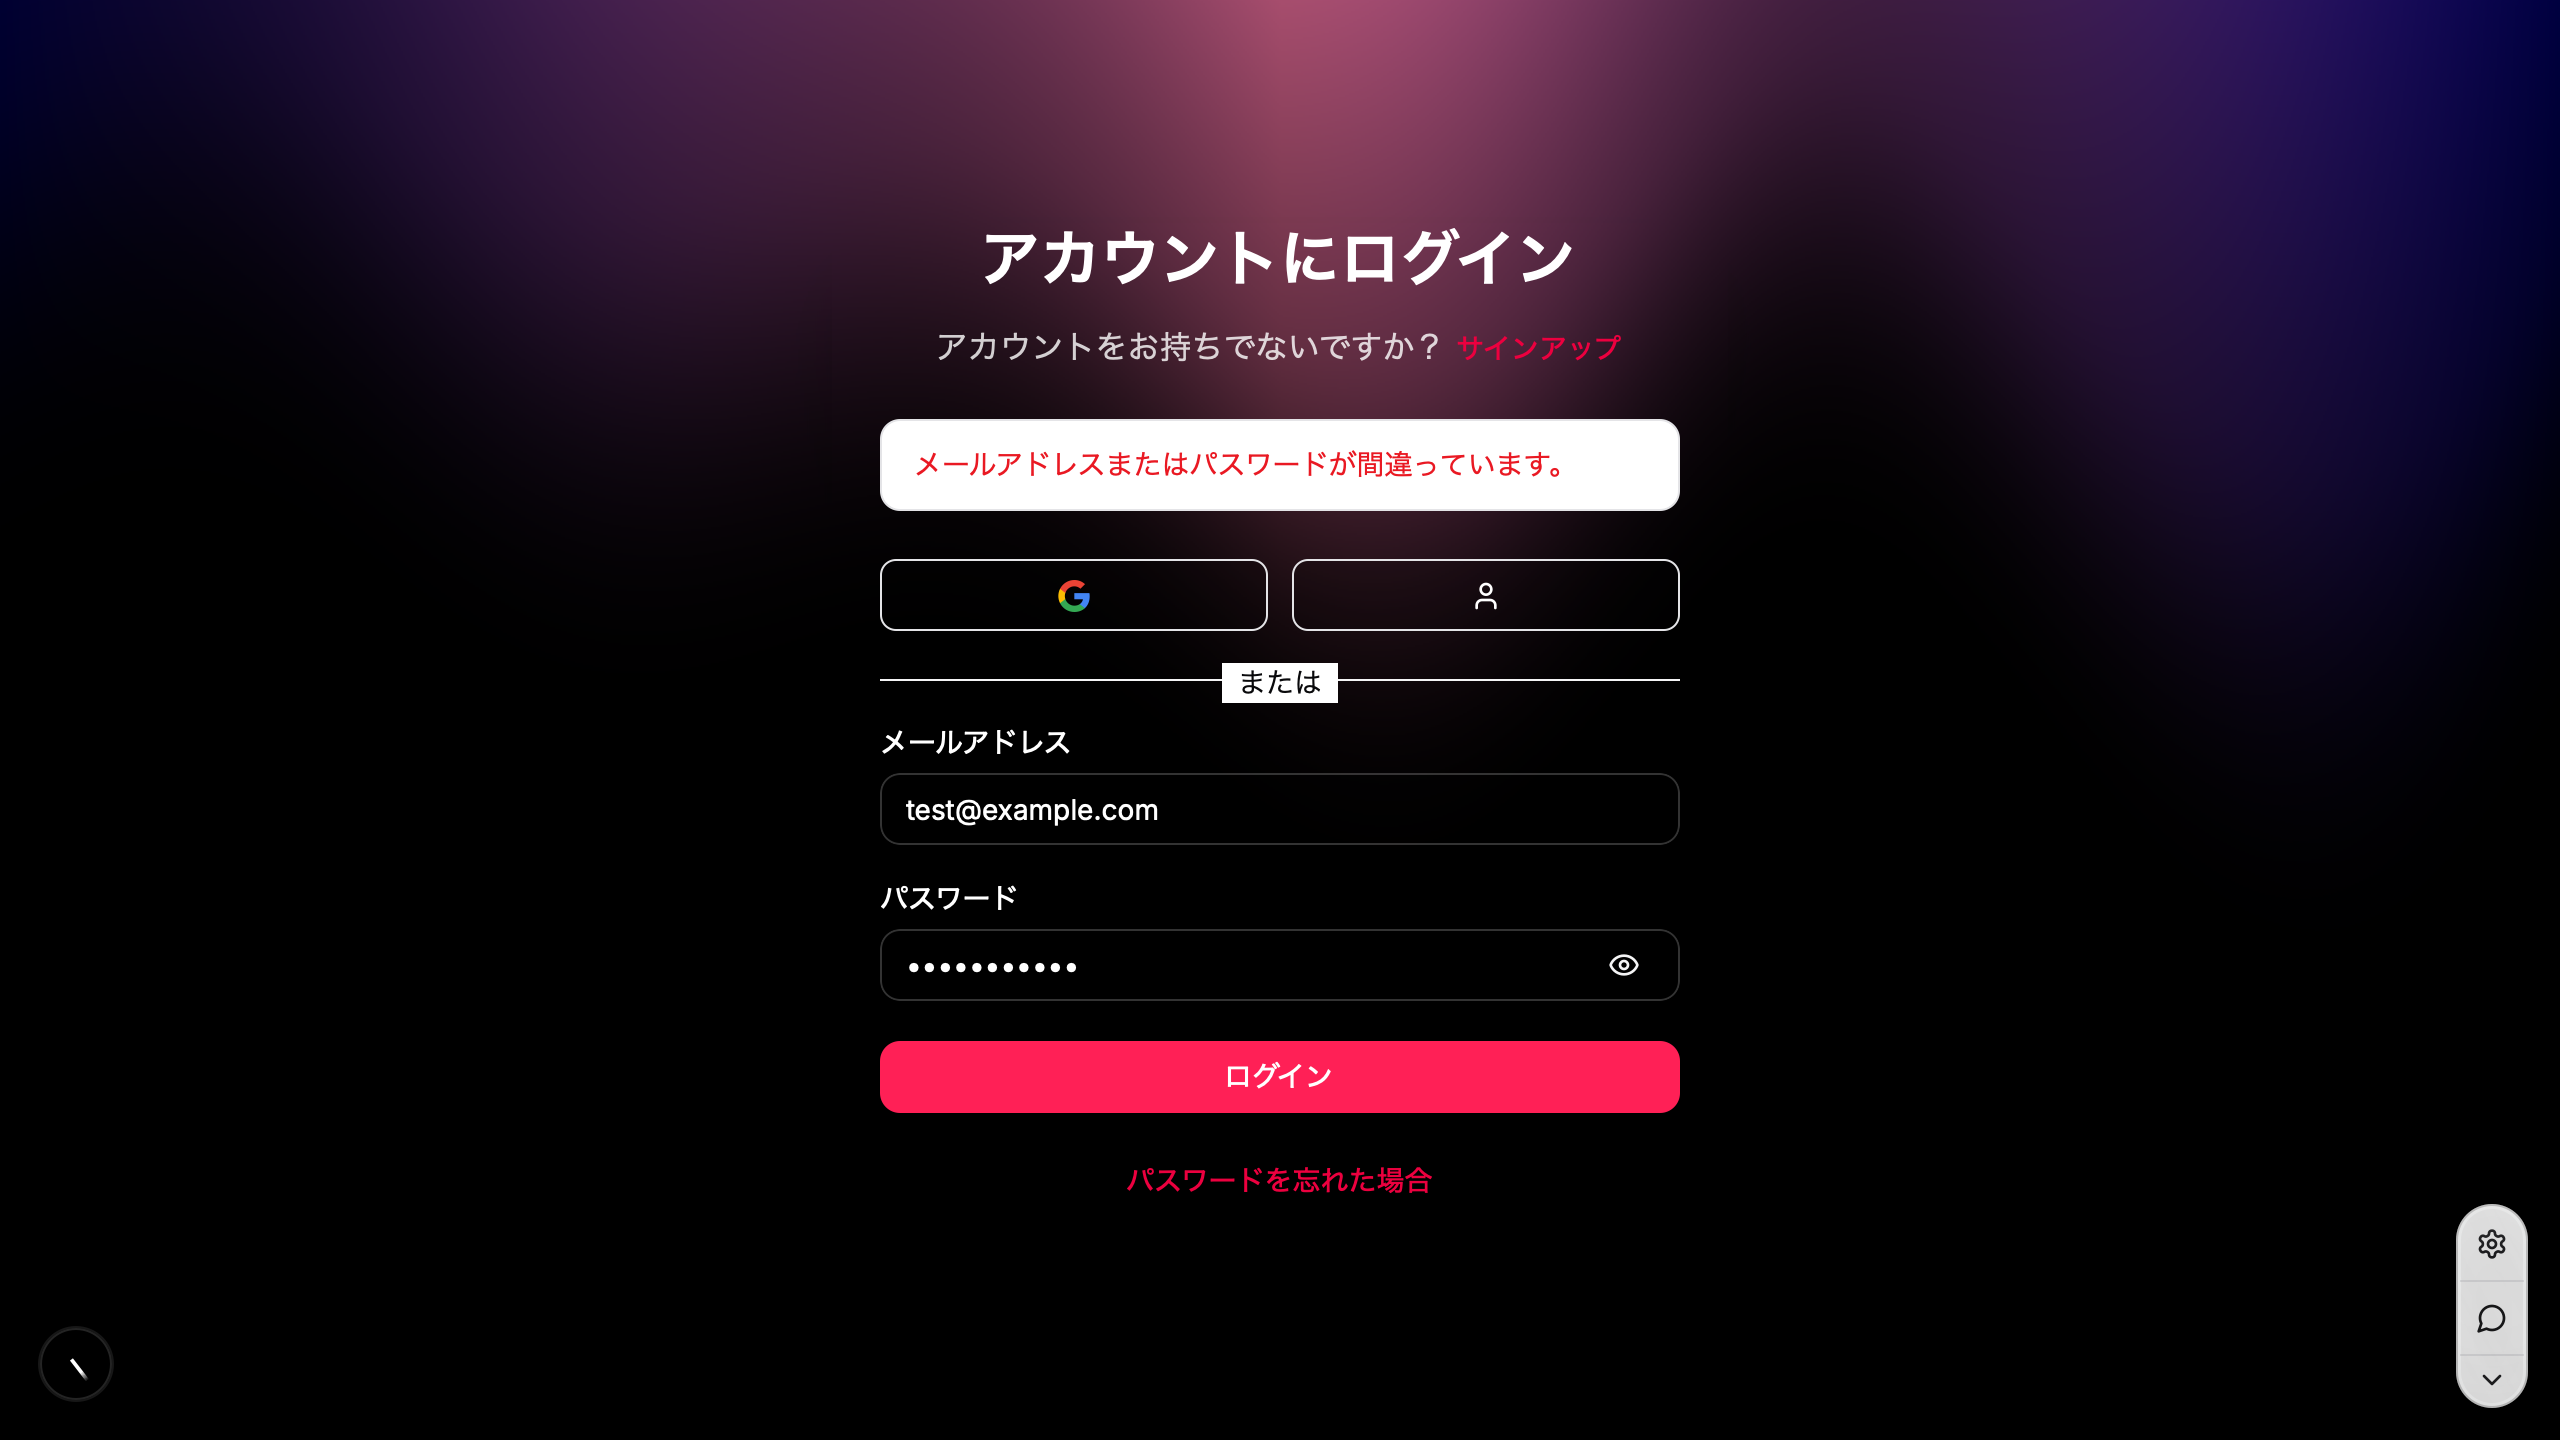 アカウントにログイン
アカウントをお持ちでないですか？ サインアップ
メールアドレスまたはパスワードが間違っています。
または
メールアドレス
test@example.com
パスワード
•••••••••••
ログイン
パスワードを忘れた場合